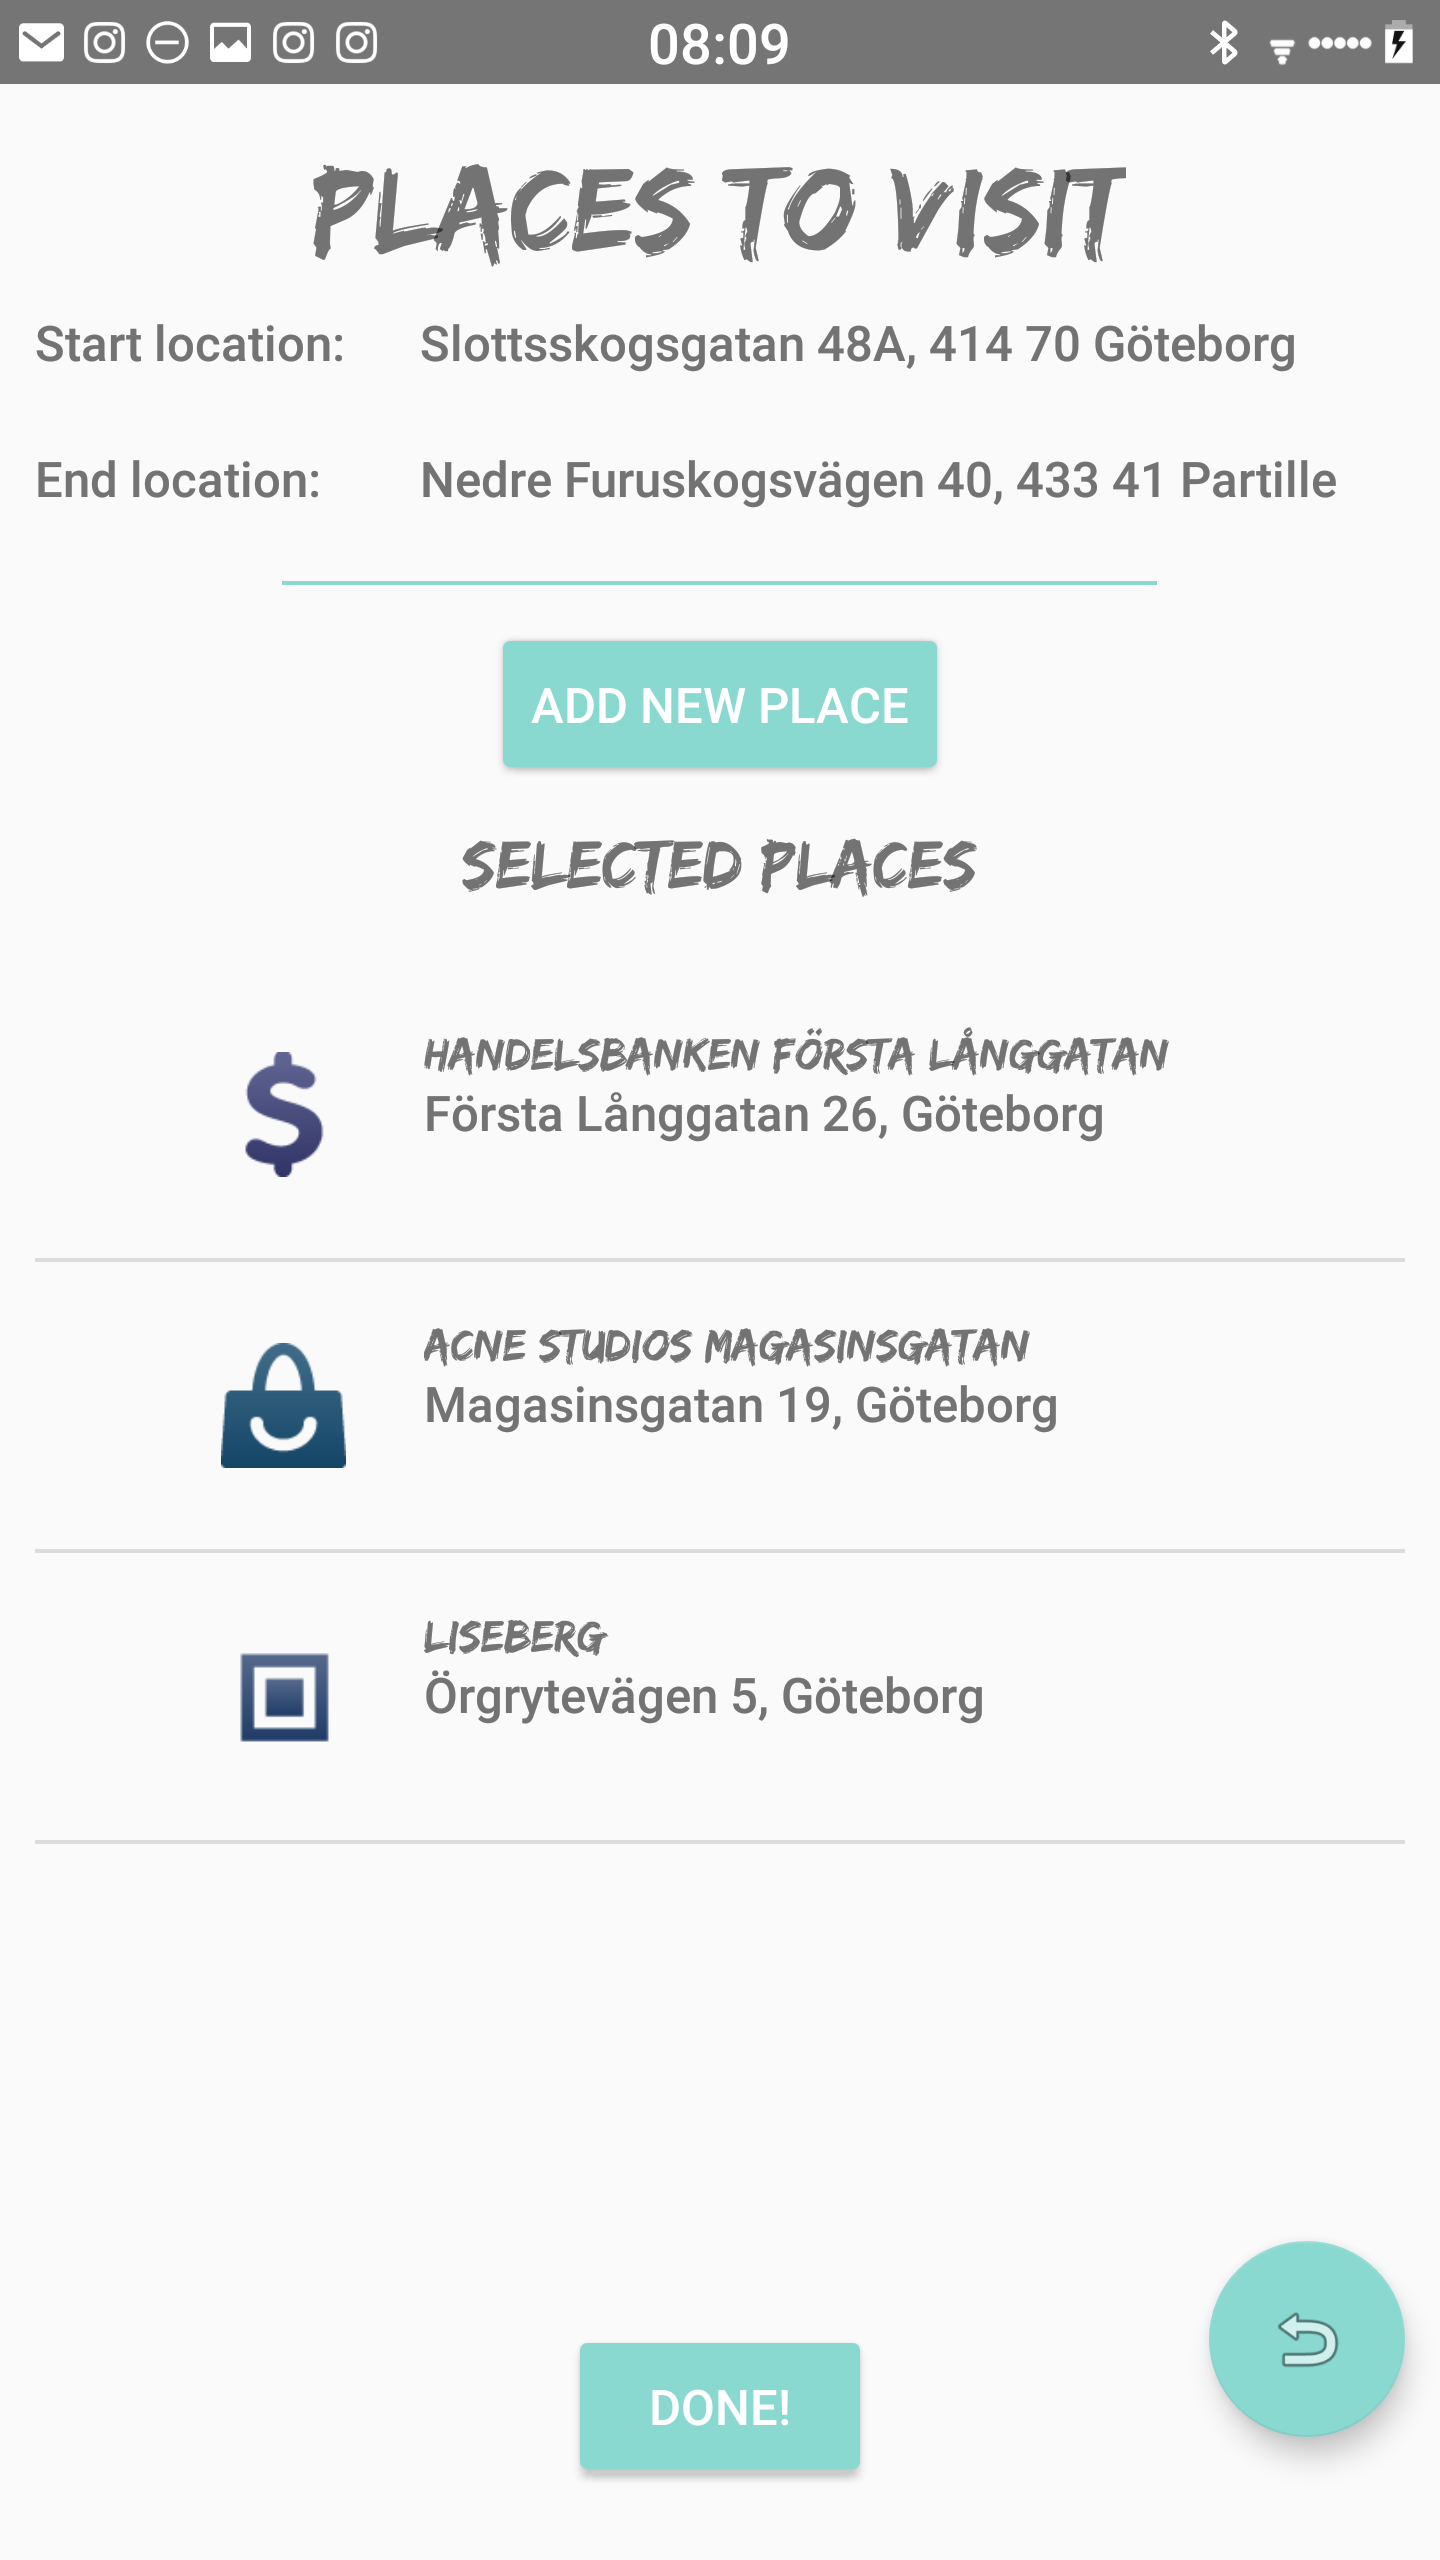 08:09
PLACES TO VISIT
Start location: Slottsskogsgatan 48A, 414 70 Göteborg
End location: Nedre Furuskogsvägen 40, 433 41 Partille
ADD NEW PLACE
SELECTED PLACES
HANDELSBANKEN FÖRSTA LÅNGGATAN
Första Långgatan 26, Göteborg
ACNE STUDIOS MAGASINSGATAN
Magasinsgatan 19, Göteborg
LISEBERG
Örgrytevägen 5, Göteborg
DONE!